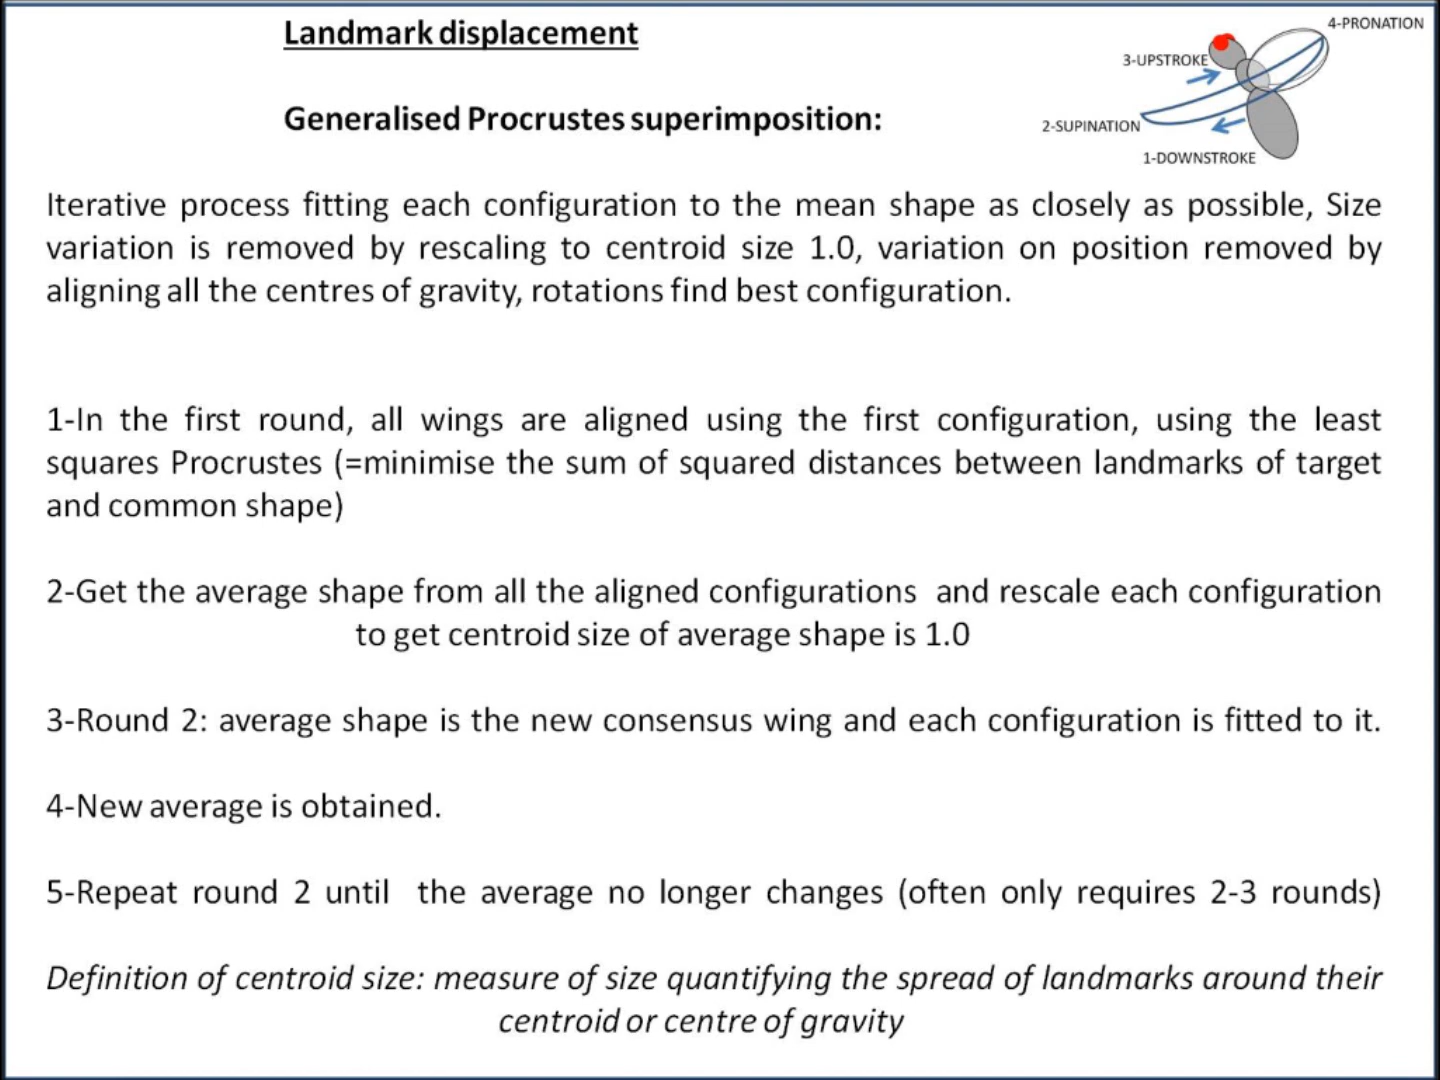 Landmark displacement
4-PRONATION
3-UPSTROKE
Generalised Procrustes superimposition:
2-SUPINATION
1-DOWNSTROKE
Iterative process fitting each configuration to the mean shape as closely as possible, Size
variation is removed by rescaling to centroid size 1.0, variation on position removed by
aligning all the centres of gravity, rotations find best configuration.
1-In the first round, all wings are aligned using the first configuration, using the least
squares Procrustes (=minimise the sum of squared distances between landmarks of target
and common shape)
2-Get the average shape from all the aligned configurations and rescale each configuration
to get centroid size of average shape is 1.0
3-Round 2: average shape is the new consensus wing and each configuration is fitted to it.
4-New average is obtained.
5-Repeat round 2 until the average no longer changes (often only requires 2-3 rounds)
Definition of centroid size: measure of size quantifying the spread of landmarks around their
centroid or centre of gravity